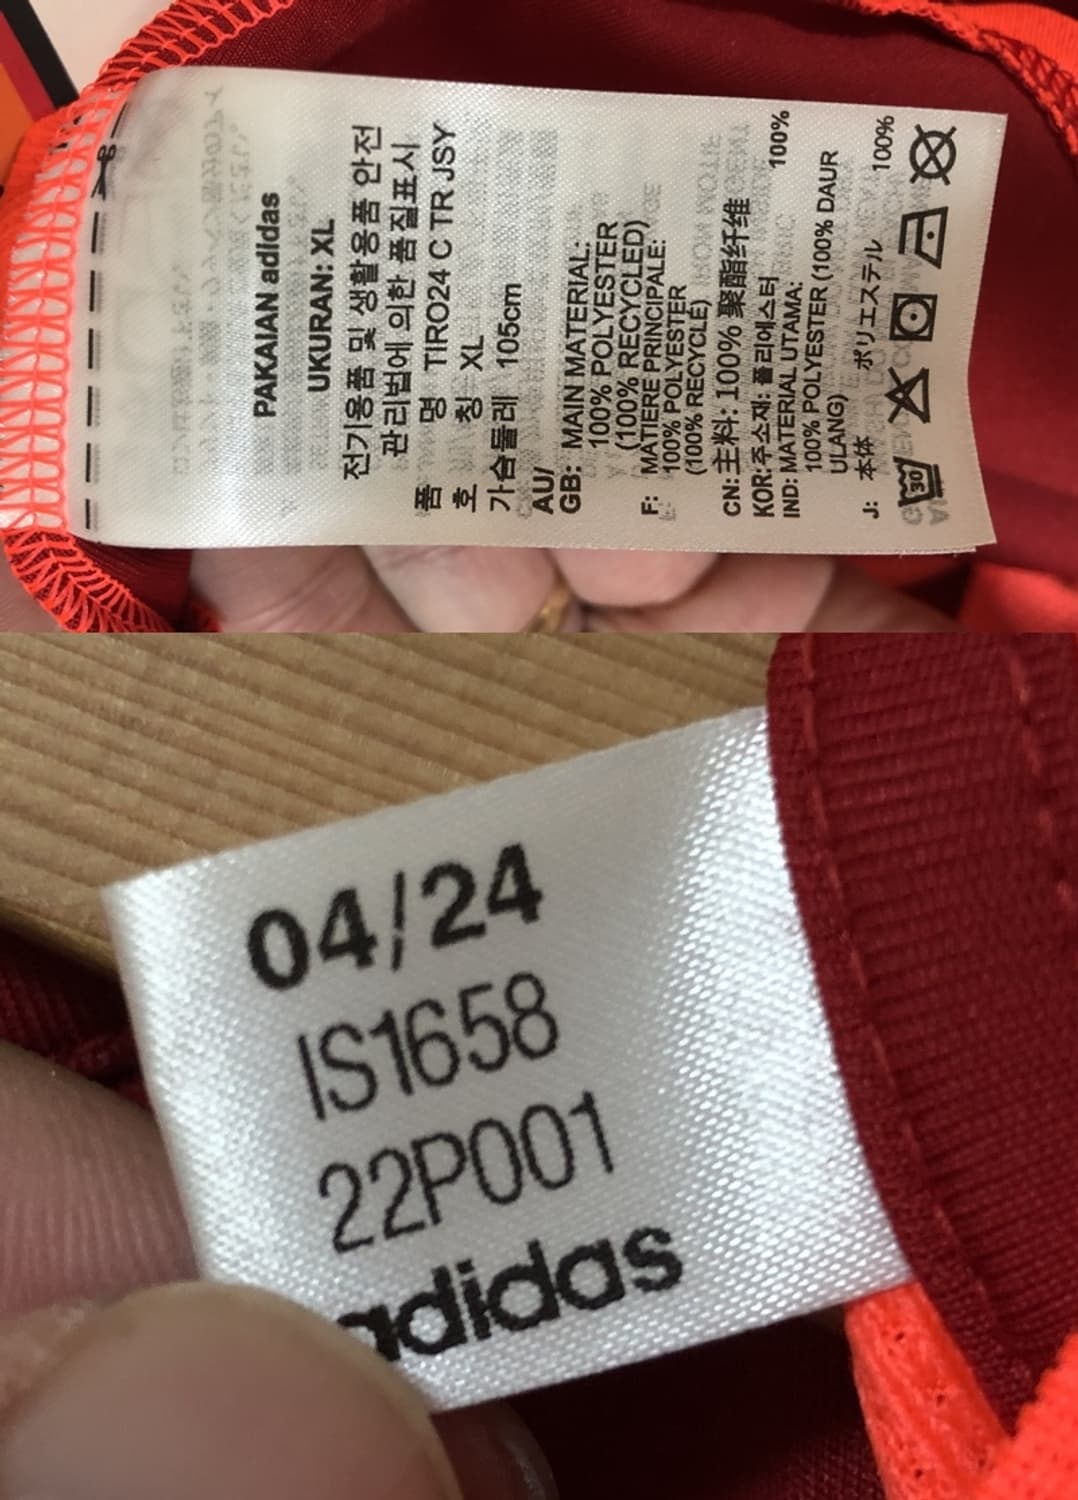 PAKAIAN adidas
UKURAN: XL
전기용품 및 생활용품 안전
관리법에 의한 품질표시
품 명 TIRO24 C TR JSY
호 칭 XL
가슴둘레 105cm
AU/
GB: MAIN MATERIAL:
100% POLYESTER
(100% RECYCLED)
F: MATIERE PRINCIPALE:
100% POLYESTER
(100% RECYCLE)
CN: 主料: 100% 聚酯纤维
KOR: 주소재: 폴리에스터 100%
IND: MATERIAL UTAMA:
100% POLYESTER (100% DAUR
ULANG)
J: 本体 ポリエステル 100%
30
04/24
IS1658
22P001
adidas